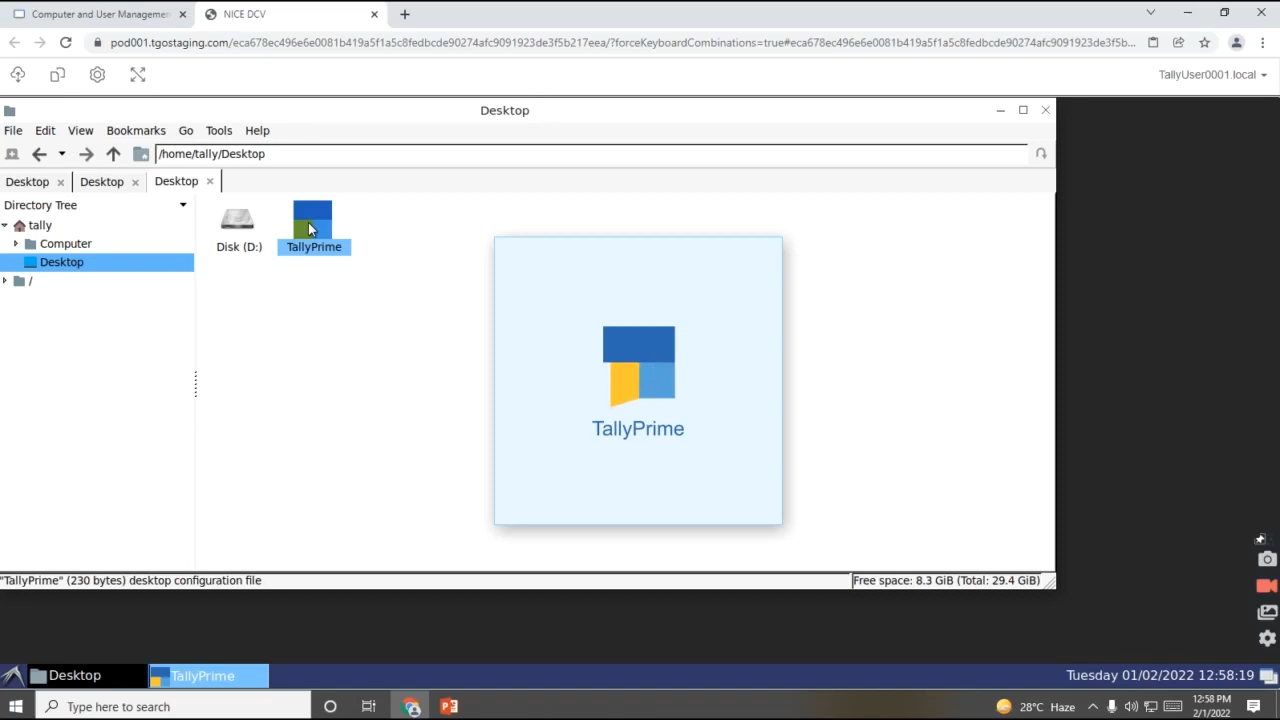 Computer and User Managemen
NICE DCV
pod001.tgostaging.com/eca678ec496e6e0081b419a5f1a5c8fedbcde90274afc9091923de3f5b217eea/?forceKeyboardCombinations=true#eca678ec496e6e0081b419a5f1a5c8fedbcde90274afc9091923de3f5b...
TallyUser0001.local
Desktop
File Edit View Bookmarks Go Tools Help
/home/tally/Desktop
Desktop Desktop Desktop
Directory Tree
tally
Computer
Desktop
/
Disk (D:)
TallyPrime
TallyPrime
"TallyPrime" (230 bytes) desktop configuration file
Free space: 8.3 GiB (Total: 29.4 GiB)
Desktop
TallyPrime
Tuesday 01/02/2022 12:58:19
Type here to search
28°C Haze
12:58 PM
2/1/2022